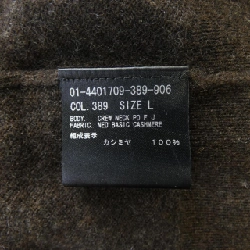 01-4401709-389-906
COL. 389 SIZE L
BODY: CREW NECK PO F J
FABRIC: NEO BASIC CASHMERE
組成表示
カシミヤ 100%